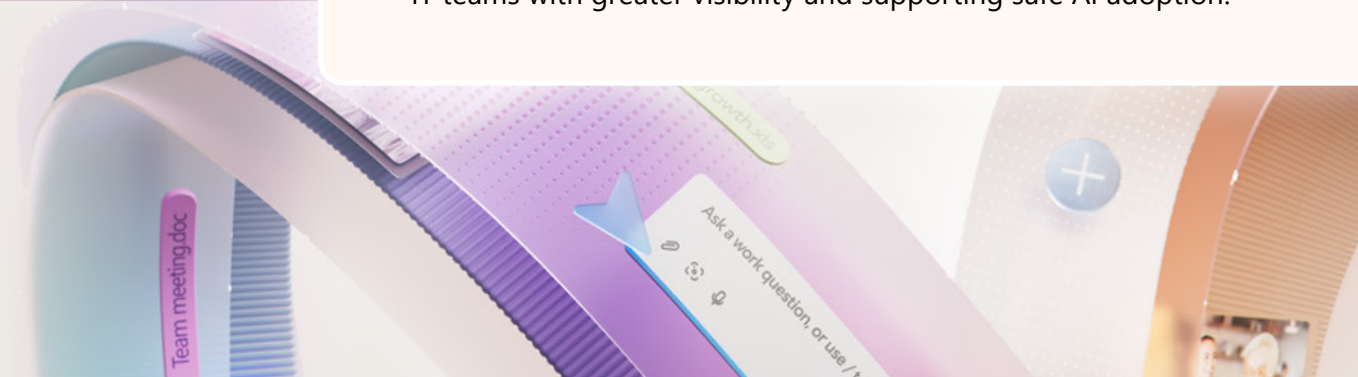 IT teams with greater visibility and supporting safe AI adoption.
growth.xls
Ask a work question, or use /
Team meeting.doc